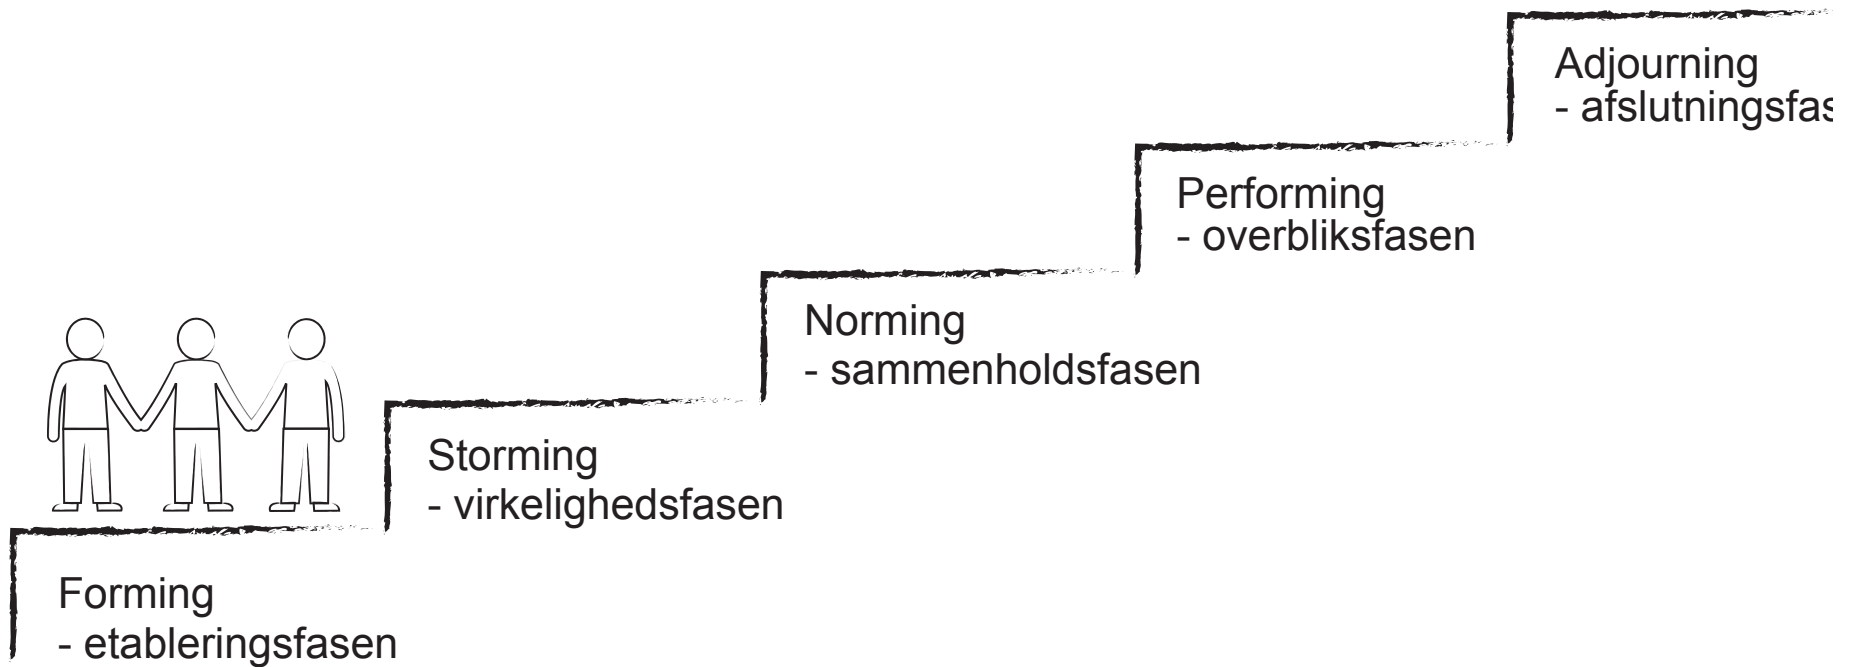 Adjourning
- afslutningsfas
Performing
- overbliksfasen
Norming
- sammenholdsfasen
Storming
- virkelighedsfasen
Forming
- etableringsfasen